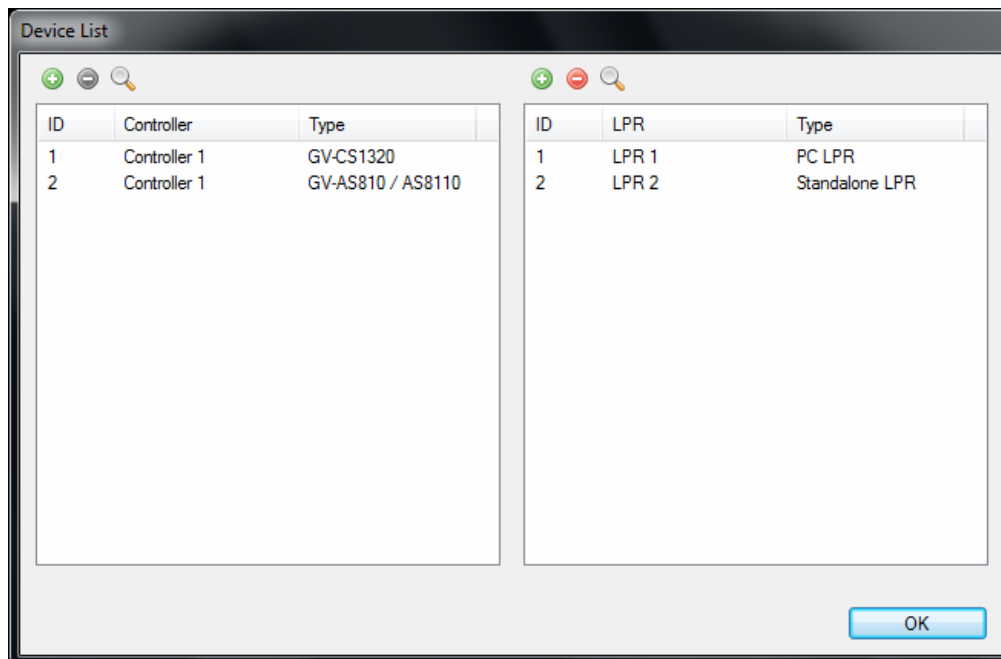 Device List
ID Controller Type
1 Controller 1 GV-CS1320
2 Controller 1 GV-AS810 / AS8110
ID LPR Type
1 LPR 1 PC LPR
2 LPR 2 Standalone LPR
OK